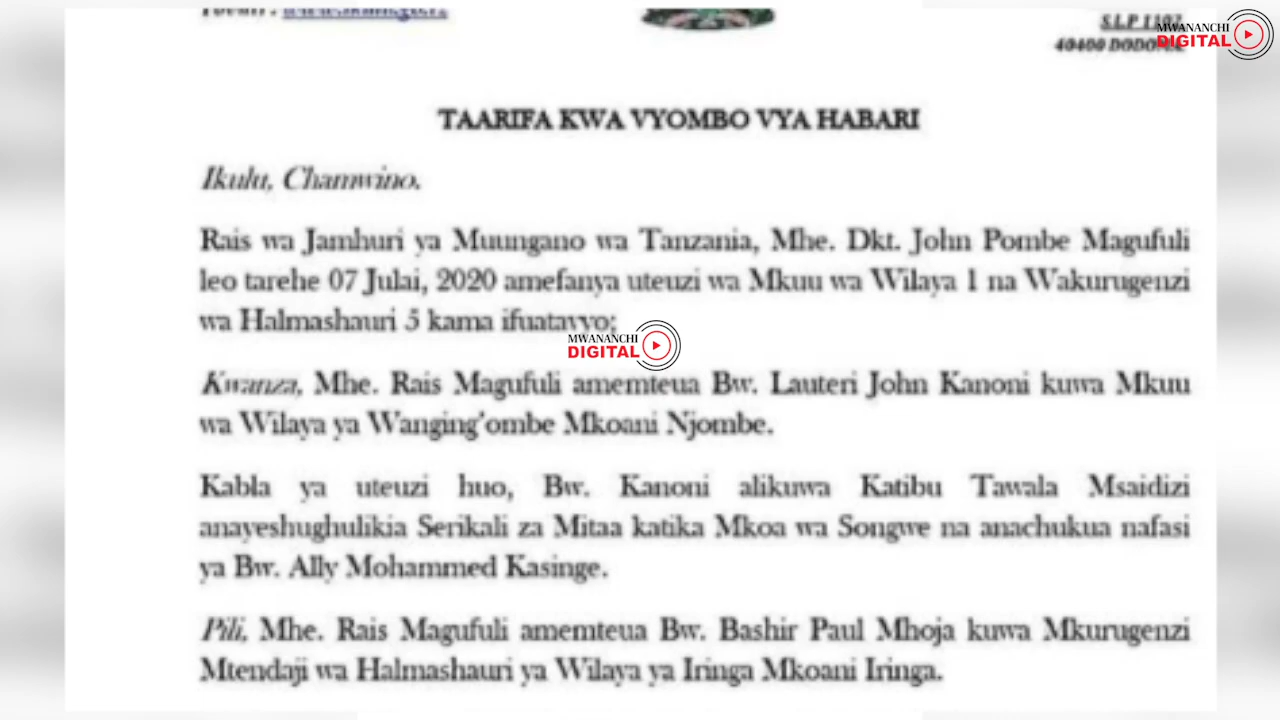 S.L.P 1102,
MWANANCHI
DIGITAL
40400 DODOMA
TAARIFA KWA VYOMBO VYA HABARI
Ikulu, Chamwino.
Rais wa Jamhuri ya Muungano wa Tanzania, Mhe. Dkt. John Pombe Magufuli
leo tarehe 07 Julai, 2020 amefanya uteuzi wa Mkuu wa Wilaya 1 na Wakurugenzi
wa Halmashauri 5 kama ifuatavyo;
MWANANCHI
DIGITAL
Kwanza, Mhe. Rais Magufuli amemteua Bw. Lauteri John Kanoni kuwa Mkuu
wa Wilaya ya Wanging'ombe Mkoani Njombe.
Kabla ya uteuzi huo, Bw. Kanoni alikuwa Katibu Tawala Msaidizi
anayeshughulikia Serikali za Mitaa katika Mkoa wa Songwe na anachukua nafasi
ya Bw. Ally Mohammed Kasinge.
Pili, Mhe. Rais Magufuli amemteua Bw. Bashir Paul Mhoja kuwa Mkurugenzi
Mtendaji wa Halmashauri ya Wilaya ya Iringa Mkoani Iringa.